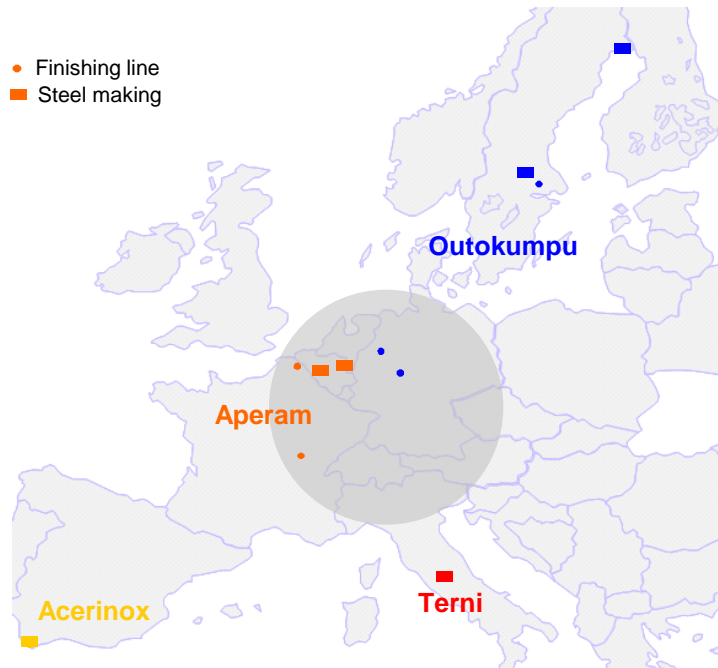 Finishing line
Steel making
Outokumpu
Aperam
Acerinox
Terni